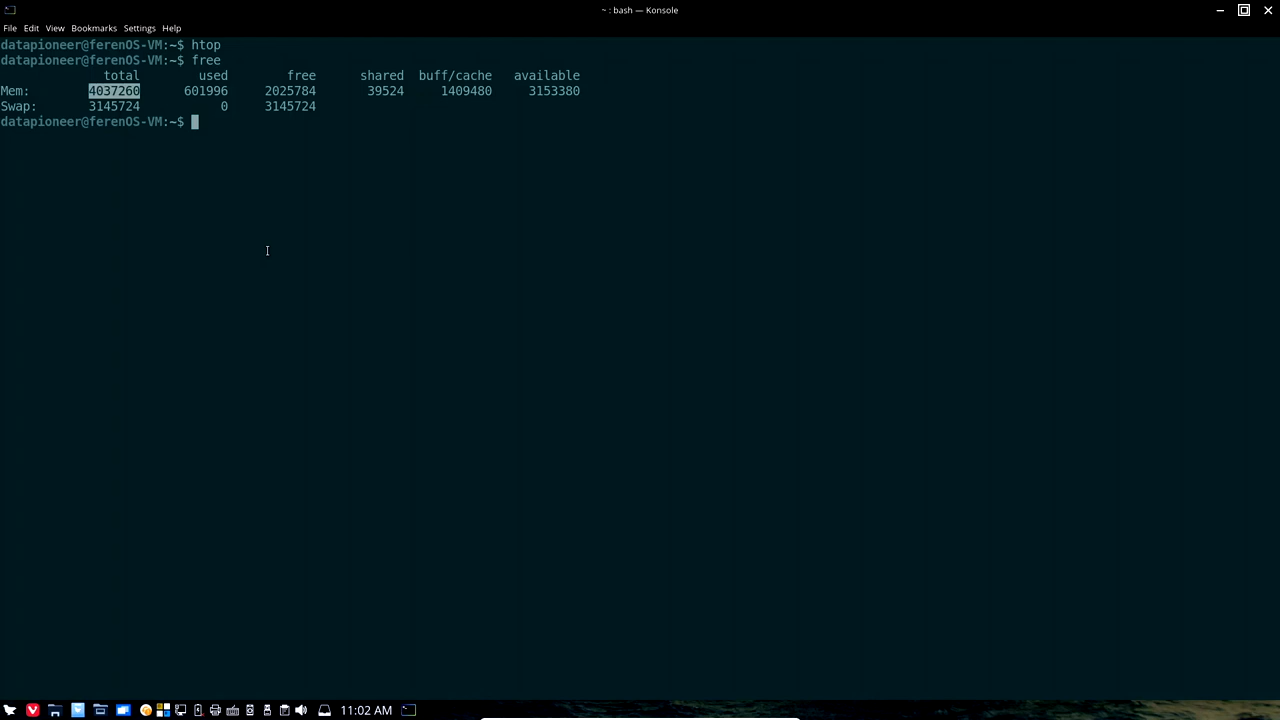 ~ : bash — Konsole
File Edit View Bookmarks Settings Help
datapioneer@ferenOS-VM:~$ htop
datapioneer@ferenOS-VM:~$ free
total used free shared buff/cache available
Mem: 4037260 601996 2025784 39524 1409480 3153380
Swap: 3145724 0 3145724
datapioneer@ferenOS-VM:~$
11:02 AM